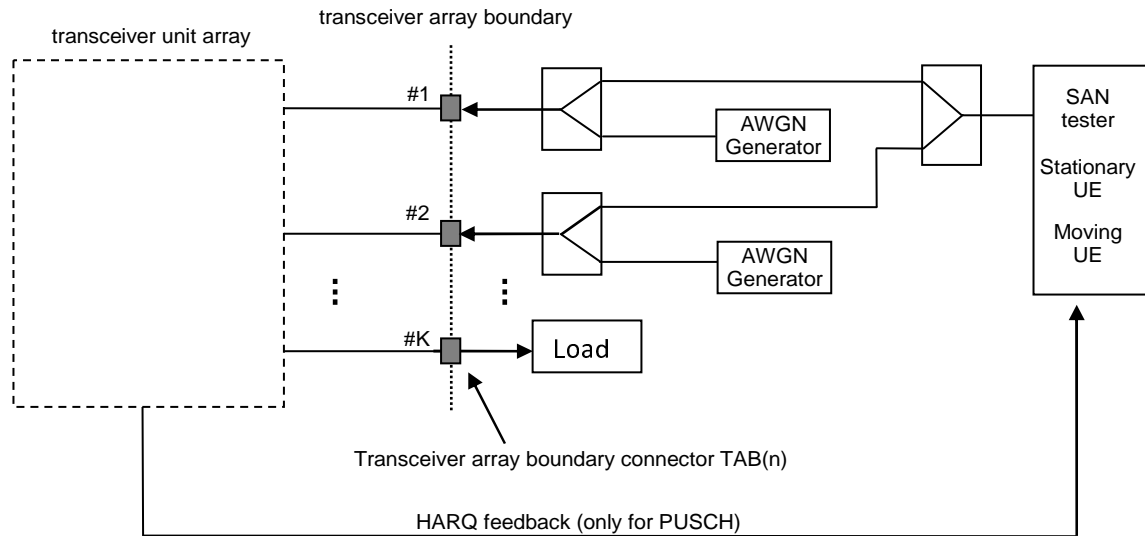 transceiver array boundary
transceiver unit array
#1
SAN
tester
AWGN
Generator
Stationary
UE
#2
Moving
UE
AWGN
Generator
#K
Load
Transceiver array boundary connector TAB(n)
HARQ feedback (only for PUSCH)